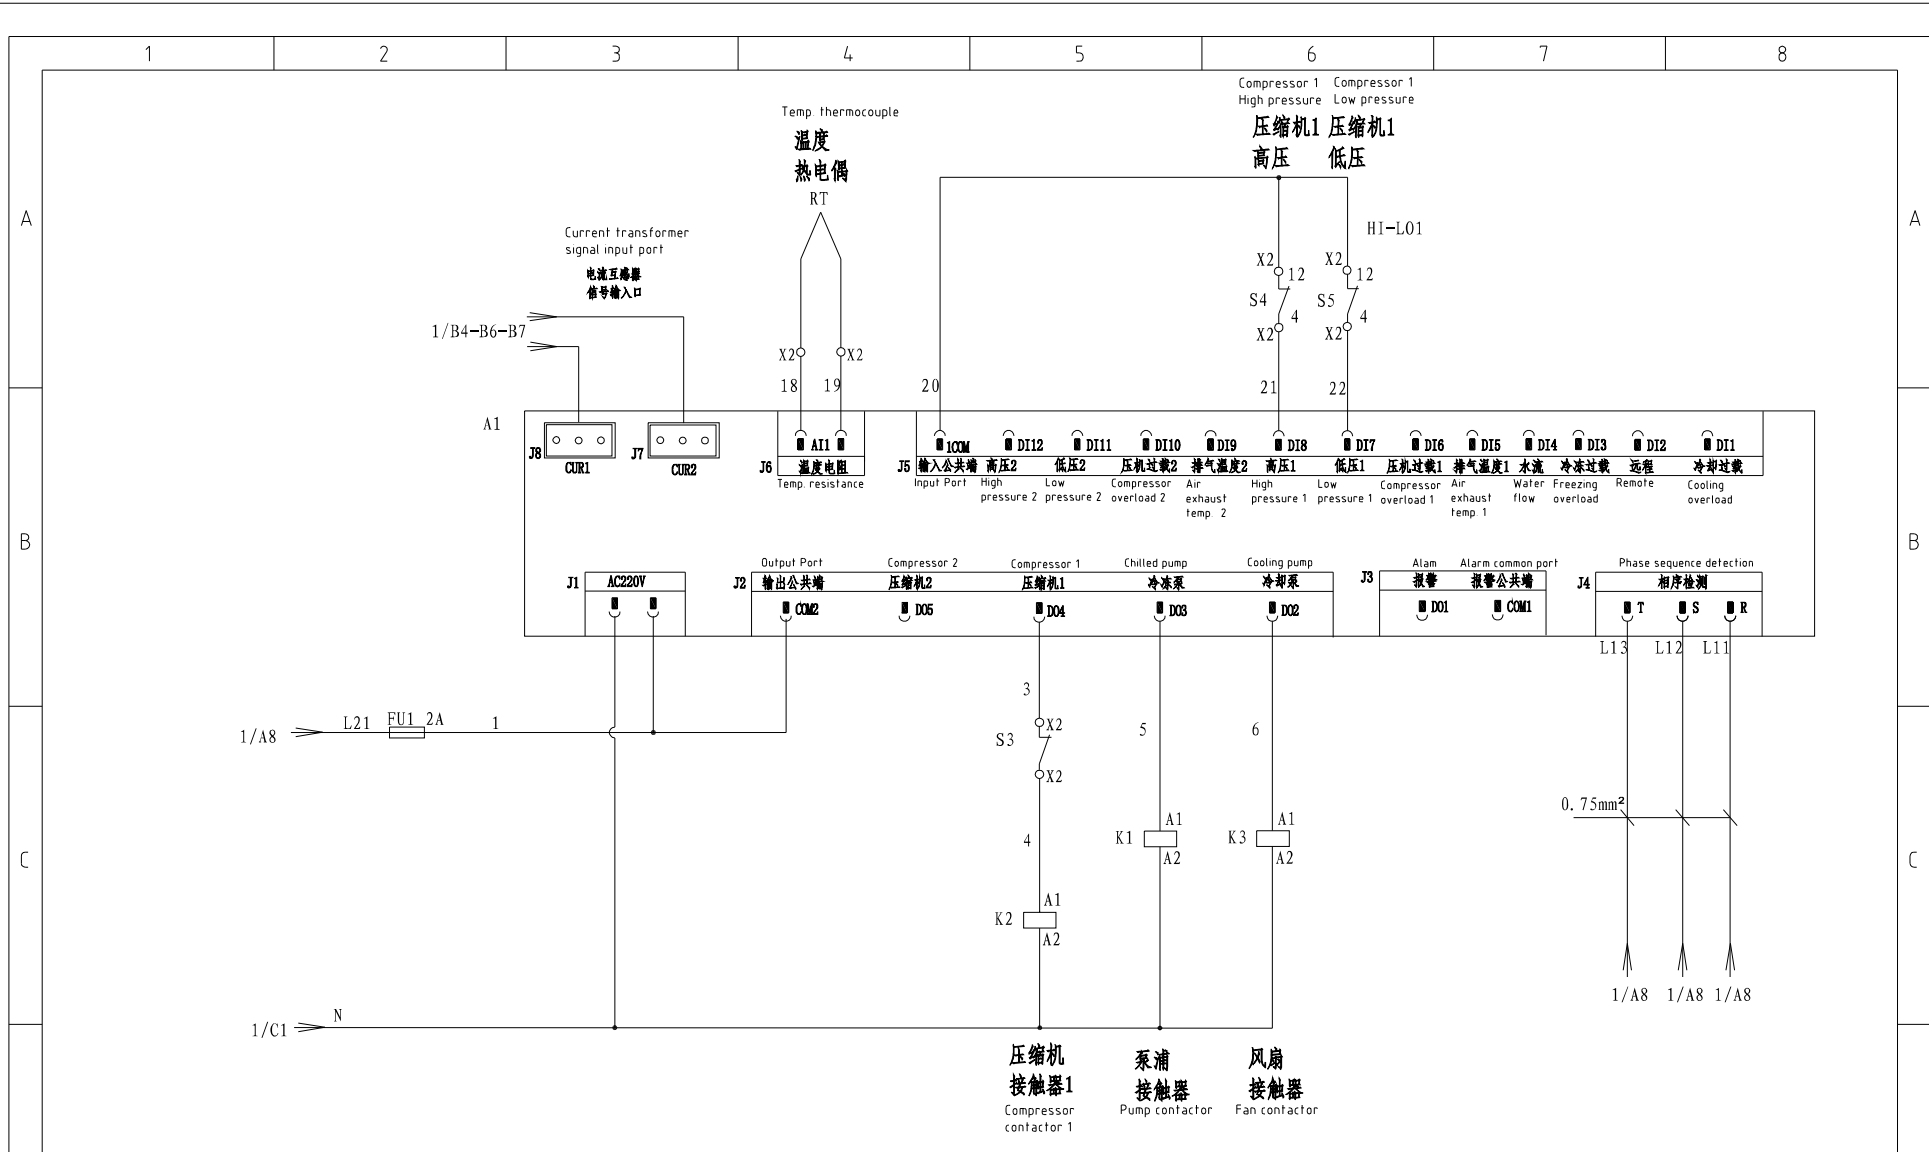 1 2 3 4 5 6 7 8
A
A
B
B
C
C
Temp. thermocouple
温度
热电偶
RT
Current transformer
signal input port
电流互感器
信号输入口
1/B4-B6-B7
X2
X2
18
19
Compressor 1
High pressure
压缩机1
高压
Compressor 1
Low pressure
压缩机1
低压
HI-LO1
X2
12
S4
4
X2
X2
12
S5
4
X2
20
21
22
A1
J8
CUR1
J7
CUR2
J6
AI1
温度电阻
Temp. resistance
J5
1COM
输入公共端
Input Port
DI12
高压2
High
pressure 2
DI11
低压2
Low
pressure 2
DI10
压机过载2
Compressor
overload 2
DI9
排气温度2
Air
exhaust
temp. 2
DI8
高压1
High
pressure 1
DI7
低压1
Low
pressure 1
DI6
压机过载1
Compressor
overload 1
DI5
排气温度1
Air
exhaust
temp. 1
DI4
水流
Water
flow
DI3
冷冻过载
Freezing
overload
DI2
远程
Remote
DI1
冷却过载
Cooling
overload
J1
AC220V
J2
Output Port
输出公共端
COM2
Compressor 2
压缩机2
DO5
Compressor 1
压缩机1
DO4
Chilled pump
冷冻泵
DO3
Cooling pump
冷却泵
DO2
J3
Alam
报警
DO1
Alarm common port
报警公共端
COM1
J4
Phase sequence detection
相序检测
T
S
R
L13
L12
L11
1/A8
L21
FU1 2A
1
3
X2
S3
X2
4
A1
K2
A2
5
A1
K1
A2
6
A1
K3
A2
0.75mm²
1/A8
1/A8
1/A8
1/C1
N
压缩机
接触器1
Compressor
contactor 1
泵浦
接触器
Pump contactor
风扇
接触器
Fan contactor